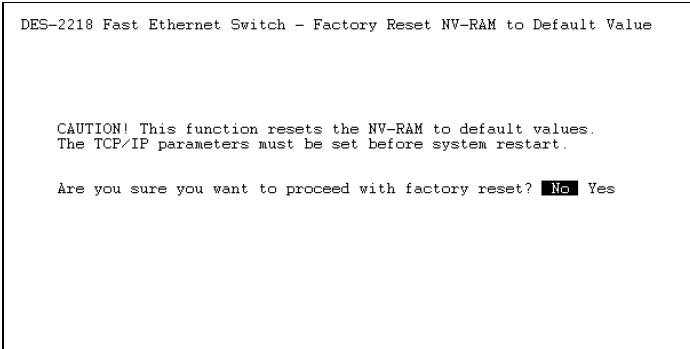 DES-2218 Fast Ethernet Switch - Factory Reset NV-RAM to Default Value
CAUTION! This function resets the NV-RAM to default values.
The TCP/IP parameters must be set before system restart.
Are you sure you want to proceed with factory reset? No Yes